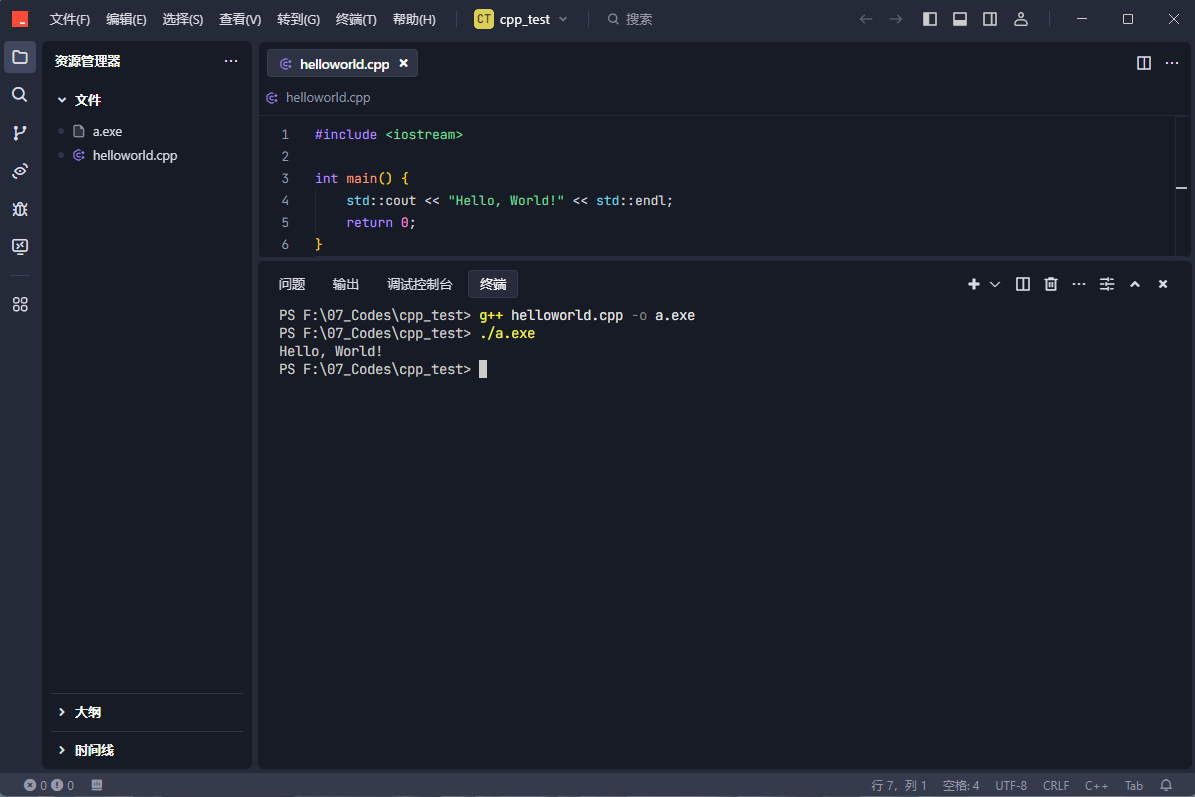 文件(F) 编辑(E) 选择(S) 查看(V) 转到(G) 终端(T) 帮助(H) CT cpp_test 搜索
资源管理器
文件
a.exe
helloworld.cpp
大纲
时间线
helloworld.cpp
helloworld.cpp
1 #include <iostream>
2
3 int main() {
4 std::cout << "Hello, World!" << std::endl;
5 return 0;
6 }
问题 输出 调试控制台 终端
PS F:\07_Codes\cpp_test> g++ helloworld.cpp -o a.exe
PS F:\07_Codes\cpp_test> ./a.exe
Hello, World!
PS F:\07_Codes\cpp_test>
0 0 行 7，列 1 空格: 4 UTF-8 CRLF C++ Tab